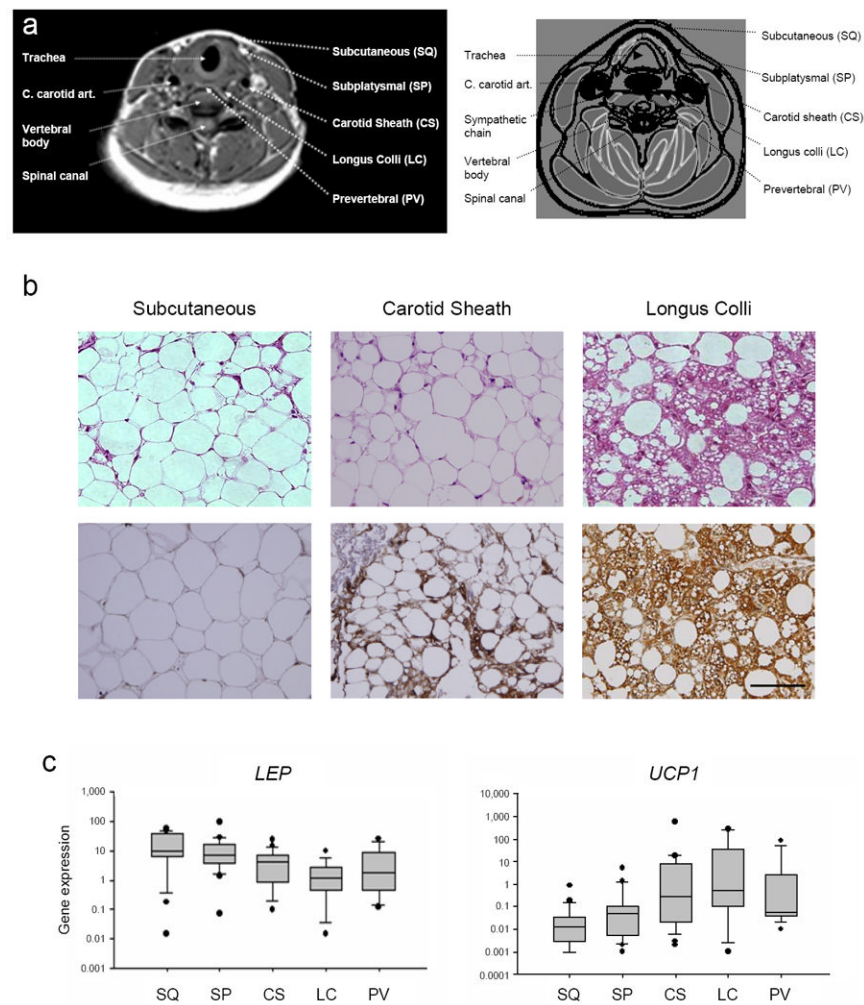 a
Trachea
C. carotid art.
Vertebral
body
Spinal canal
Subcutaneous (SQ)
Subplatysmal (SP)
Carotid Sheath (CS)
Longus Colli (LC)
Prevertebral (PV)
Trachea
C. carotid art.
Sympathetic
chain
Vertebral
body
Spinal canal
Subcutaneous (SQ)
Subplatysmal (SP)
Carotid sheath (CS)
Longus colli (LC)
Prevertebral (PV)
b
Subcutaneous
Carotid Sheath
Longus Colli
c
LEP
Gene expression
1,000
100
10
1
0.1
0.01
0.001
SQ SP CS LC PV
UCP1
10,000
1,000
100
10
1
0.1
0.01
0.001
0.0001
SQ SP CS LC PV